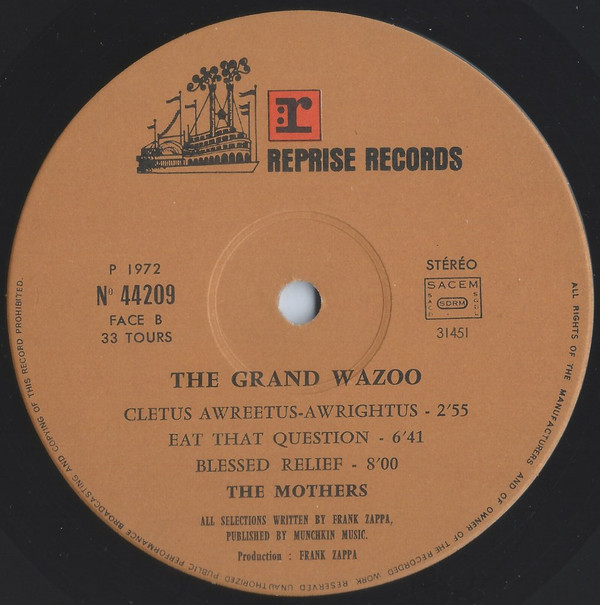 r
REPRISE RECORDS
P 1972
Nº 44209
FACE B
33 TOURS
STÉRÉO
SACEM
SACD SDRM SGDL
31451
THE GRAND WAZOO
CLETUS AWREETUS-AWRIGHTUS - 2'55
EAT THAT QUESTION - 6'41
BLESSED RELIEF - 8'00
THE MOTHERS
ALL SELECTIONS WRITTEN BY FRANK ZAPPA,
PUBLISHED BY MUNCHKIN MUSIC.
Production : FRANK ZAPPA
ALL RIGHTS OF THE MANUFACTURERS AND OF OWNER OF THE RECORDED WORK RESERVED UNAUTHORIZED PUBLIC PERFORMANCE BROADCASTING AND COPYING OF THIS RECORD PROHIBITED.